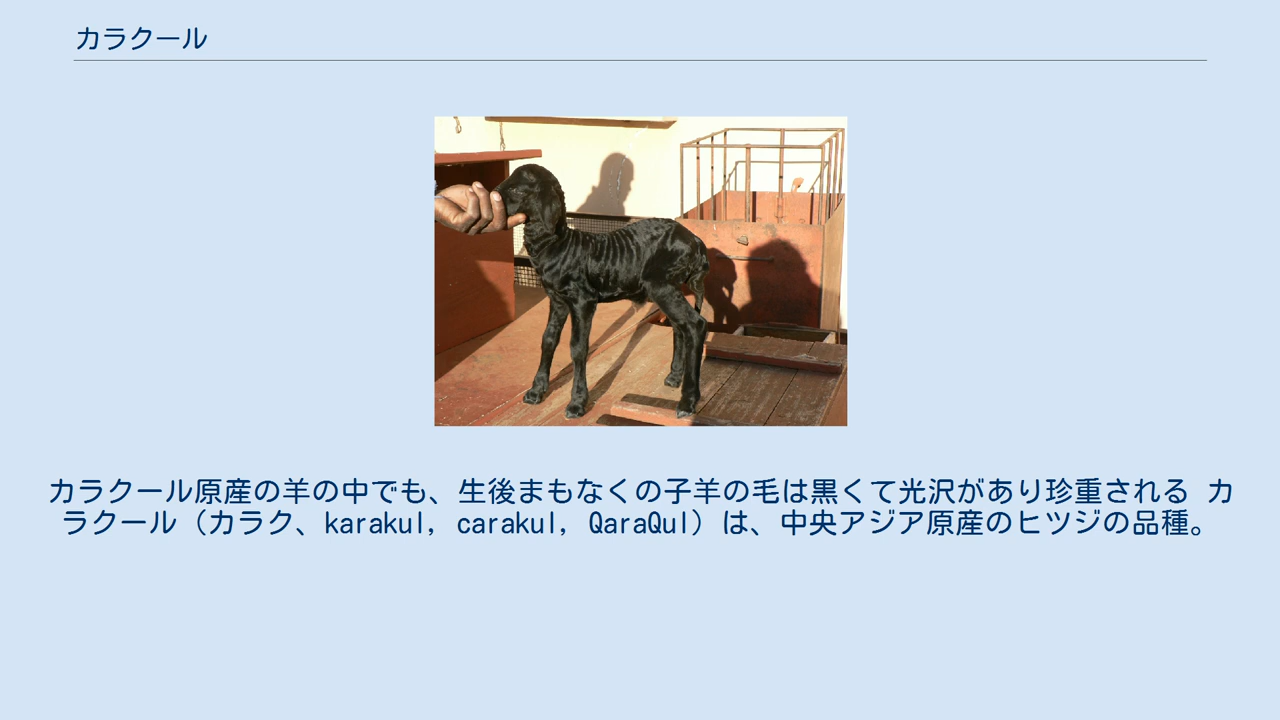 カラクール
カラクール原産の羊の中でも、生後まもなくの子羊の毛は黒くて光沢があり珍重される カ
ラクール（カラク、karakul, carakul, QaraQul）は、中央アジア原産のヒツジの品種。